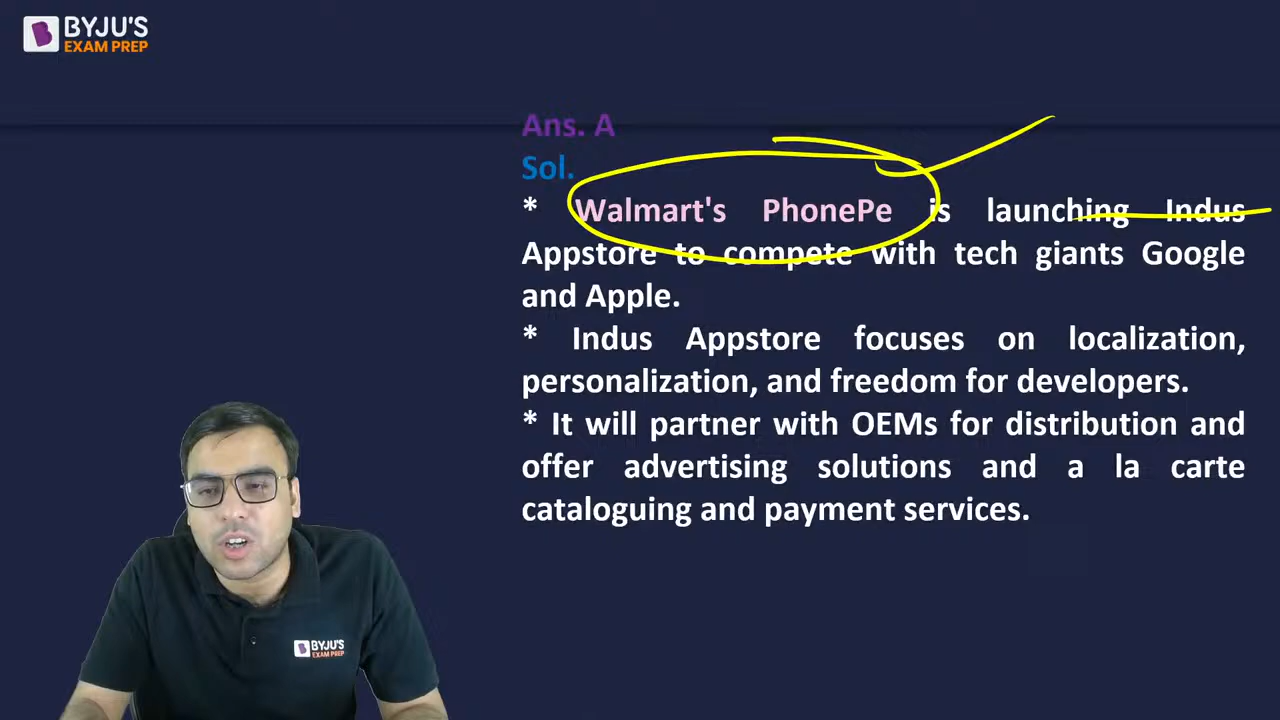 BYJU'S
EXAM PREP
Ans. A
Sol.
* Walmart's PhonePe is launching Indus
Appstore to compete with tech giants Google
and Apple.
* Indus Appstore focuses on localization,
personalization, and freedom for developers.
* It will partner with OEMs for distribution and
offer advertising solutions and a la carte
cataloguing and payment services.
BYJU'S
EXAM PREP